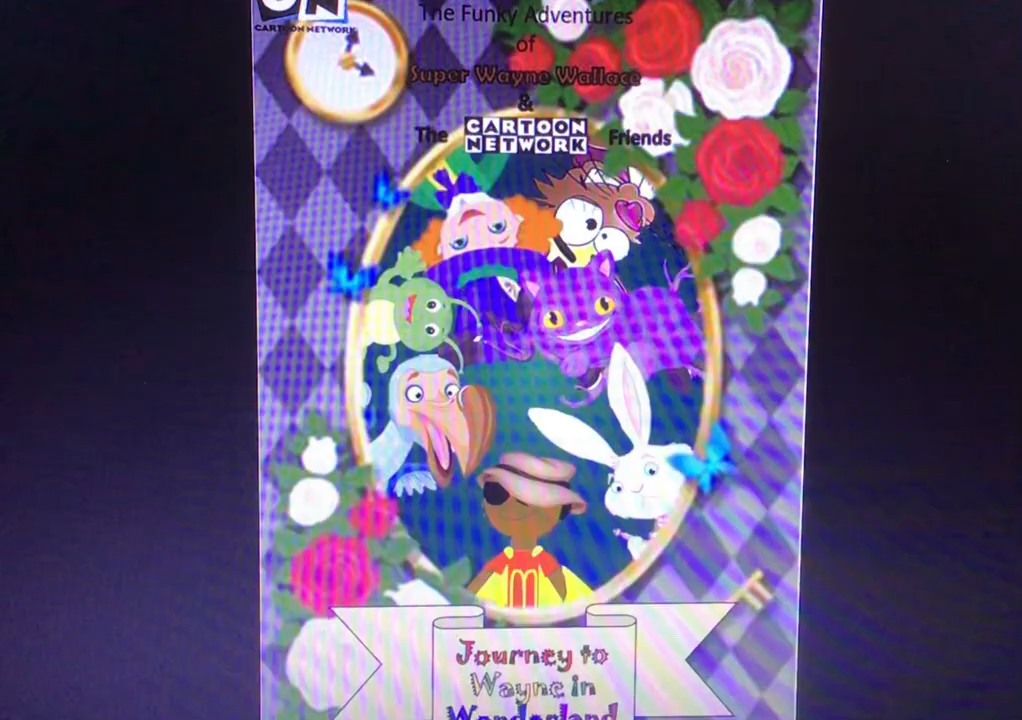 CN
CARTOON NETWORK
The Funky Adventures
of
Super Wayne Wallace
&
The CARTOON NETWORK Friends
m
Journey to
Wayne in
Wonderland